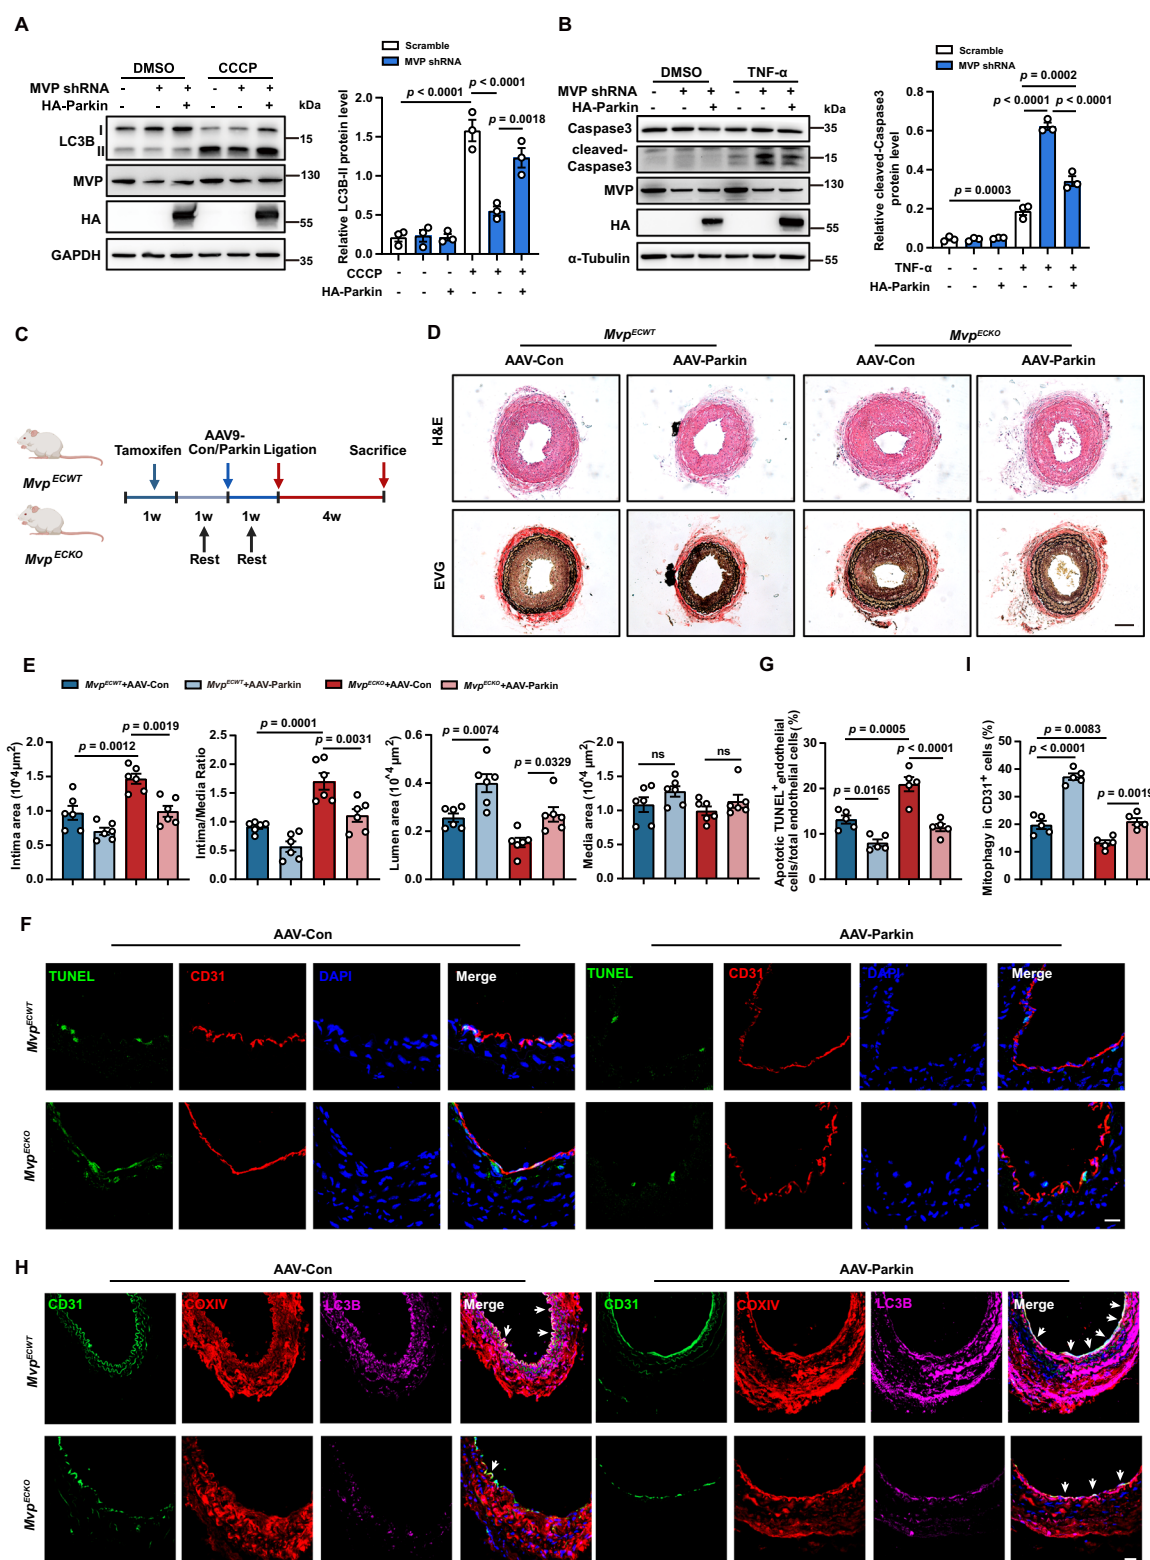 A
DMSO CCCP
MVP shRNA - + + - + +
HA-Parkin - - + - - + kDa
LC3B I II
15
MVP 130
HA 55
GAPDH 35
Scramble
MVP shRNA
Relative LC3B-II protein level
2.0
1.5
1.0
0.5
0.0
p < 0.0001
p < 0.0001
p = 0.0018
CCCP - - - + + +
HA-Parkin - - + - - +
B
DMSO TNF-α
MVP shRNA - + + - + +
HA-Parkin - - + - - + kDa
Caspase3 35
cleaved-
Caspase3
15
MVP 130
HA 55
α-Tubulin 55
Scramble
MVP shRNA
Relative cleaved-Caspase3
protein level
0.8
0.6
0.4
0.2
0.0
p = 0.0002
p < 0.0001 p < 0.0001
p = 0.0003
TNF-α - - - + + +
HA-Parkin - - + - - +
C
Mvp ECWT
Mvp ECKO
Tamoxifen
AAV9-
Con/Parkin Ligation
Sacrifice
1w 1w 1w 4w
Rest Rest
D
Mvp ECWT Mvp ECKO
AAV-Con AAV-Parkin AAV-Con AAV-Parkin
H&E
EVG
E
Mvp ECWT+AAV-Con Mvp ECWT+AAV-Parkin Mvp ECKO+AAV-Con Mvp ECKO+AAV-Parkin
Intima area (10^4 μm²)
2.0
1.5
1.0
0.5
0.0
p = 0.0019
p = 0.0012
Intima/Media Ratio
2.5
2.0
1.5
1.0
0.5
0.0
p = 0.0001
p = 0.0031
Lumen area (10^4 μm²)
0.6
0.4
0.2
0.0
p = 0.0074
p = 0.0329
Media area (10^4 μm²)
2.0
1.5
1.0
0.5
0.0
ns ns
G
Apoptotic TUNEL+ endothelial
cells/total endothelial cells (%)
30
20
10
0
p = 0.0005
p < 0.0001
p = 0.0165
I
Mitophagy in CD31+ cells (%)
50
40
30
20
10
0
p = 0.0083
p < 0.0001
p = 0.0019
F
AAV-Con AAV-Parkin
TUNEL CD31 DAPI Merge TUNEL CD31 DAPI Merge
Mvp ECWT
Mvp ECKO
H
AAV-Con AAV-Parkin
CD31 COXIV LC3B Merge CD31 COXIV LC3B Merge
Mvp ECWT
Mvp ECKO